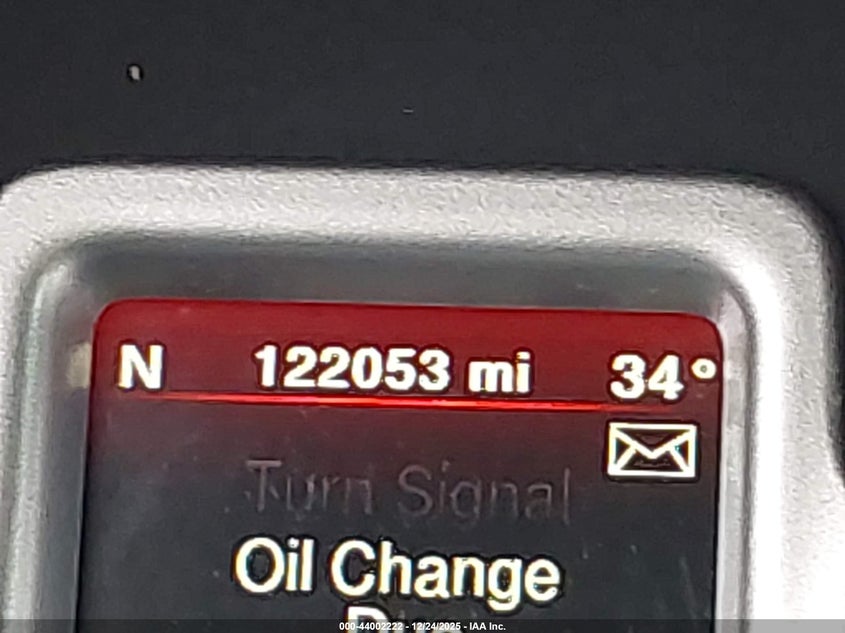 N 122053 mi 34°
Turn Signal
Oil Change
000-44002222 - 12/24/2025 - IAA Inc.